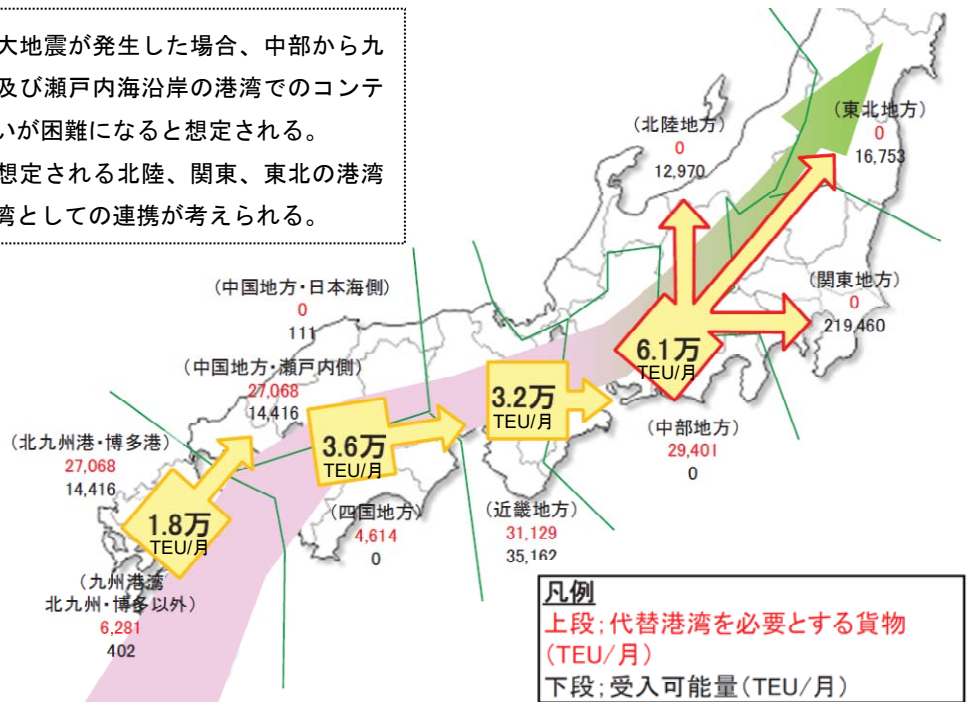 大地震が発生した場合、中部から九
及び瀬戸内海沿岸の港湾でのコンテ
いが困難になると想定される。
想定される北陸、関東、東北の港湾
湾としての連携が考えられる。
(東北地方)
0
16,753
(北陸地方)
0
12,970
(関東地方)
0
219,460
(中国地方・日本海側)
0
111
(中国地方・瀬戸内側)
27,068
14,416
6.1万
TEU/月
3.2万
TEU/月
3.6万
TEU/月
(中部地方)
29,401
0
(北九州港・博多港)
27,068
14,416
1.8万
TEU/月
(四国地方)
4,614
0
(近畿地方)
31,129
35,162
(九州港湾
北九州・博多以外)
6,281
402
凡例
上段;代替港湾を必要とする貨物
(TEU/月)
下段;受入可能量(TEU/月)